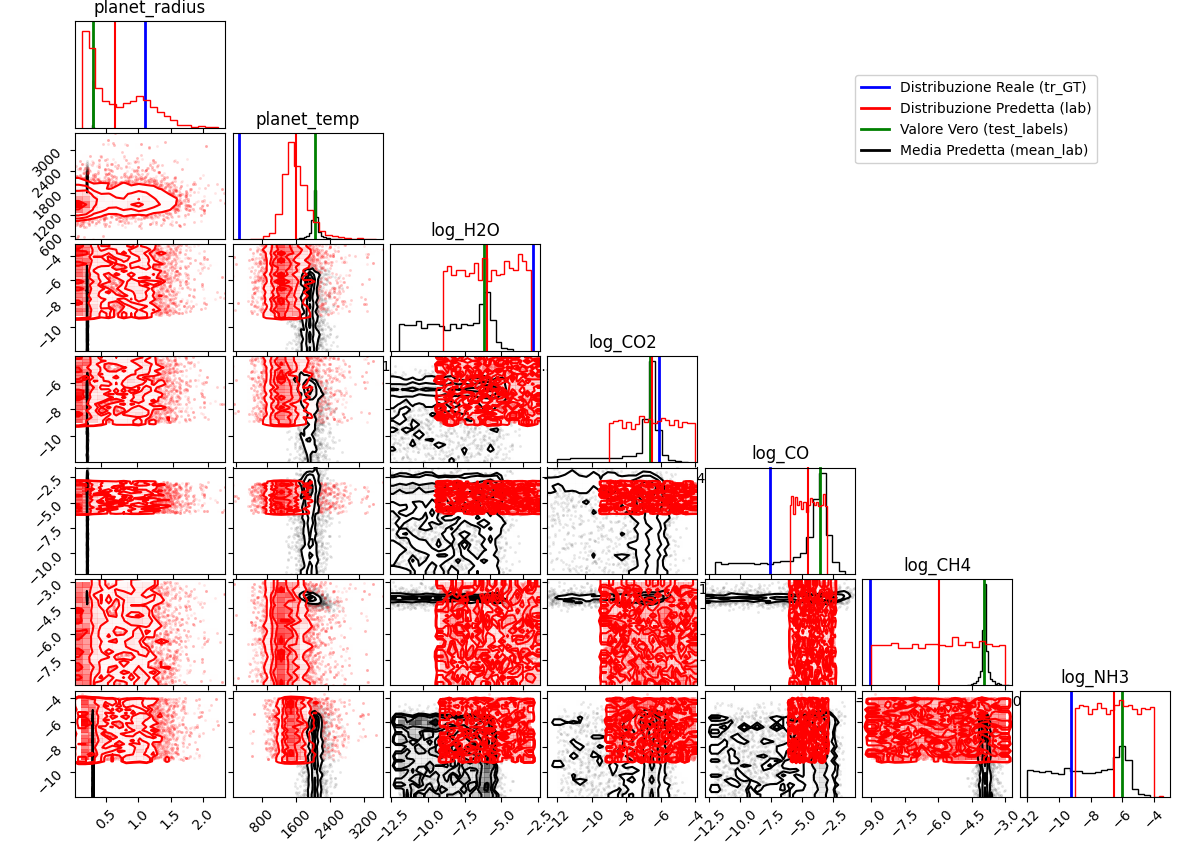 planet_radius
Distribuzione Reale (tr_GT)
Distribuzione Predetta (lab)
Valore Vero (test_labels)
Media Predetta (mean_lab)
planet_temp
3000
2400
1800
1200
600
log_H2O
−4
−6
−8
−10
log_CO2
−6
−8
−10
log_CO
−2.5
−5.0
−7.5
−10.0
log_CH4
−3.0
−4.5
−6.0
−7.5
log_NH3
−4
−6
−8
−10
0.5 1.0 1.5 2.0
800 1600 2400 3200
−12.5 −10.0 −7.5 −5.0 −2.5
−12 −10 −8 −6 −4
−12.5 −10.0 −7.5 −5.0 −2.5
−9.0 −7.5 −6.0 −4.5 −3.0
−12 −10 −8 −6 −4